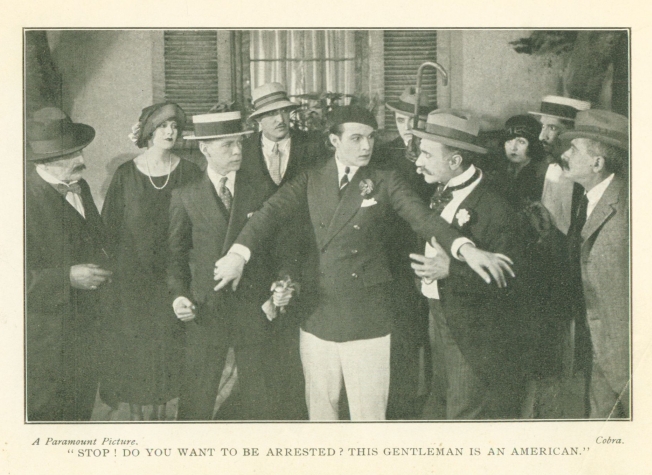 A Paramount Picture. Cobra.
" STOP ! DO YOU WANT TO BE ARRESTED ? THIS GENTLEMAN IS AN AMERICAN."